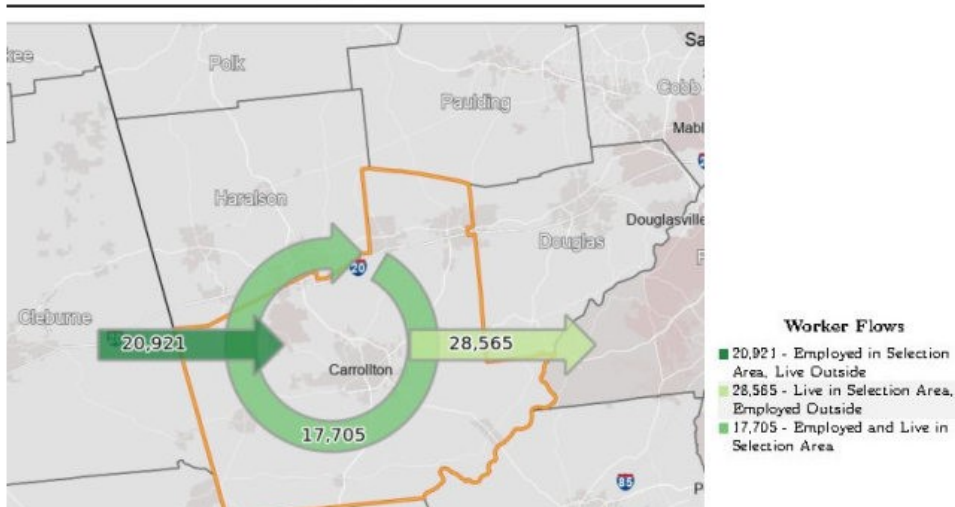 kee
Polk
Sa
Cobb
Paulding
Mabl
Haralson
Douglasville
Douglas
20
F
Cleburne
20,921
28,565
Carrollton
17,705
85
P
Worker Flows
20,921 - Employed in Selection
Area, Live Outside
28,565 - Live in Selection Area,
Employed Outside
17,705 - Employed and Live in
Selection Area